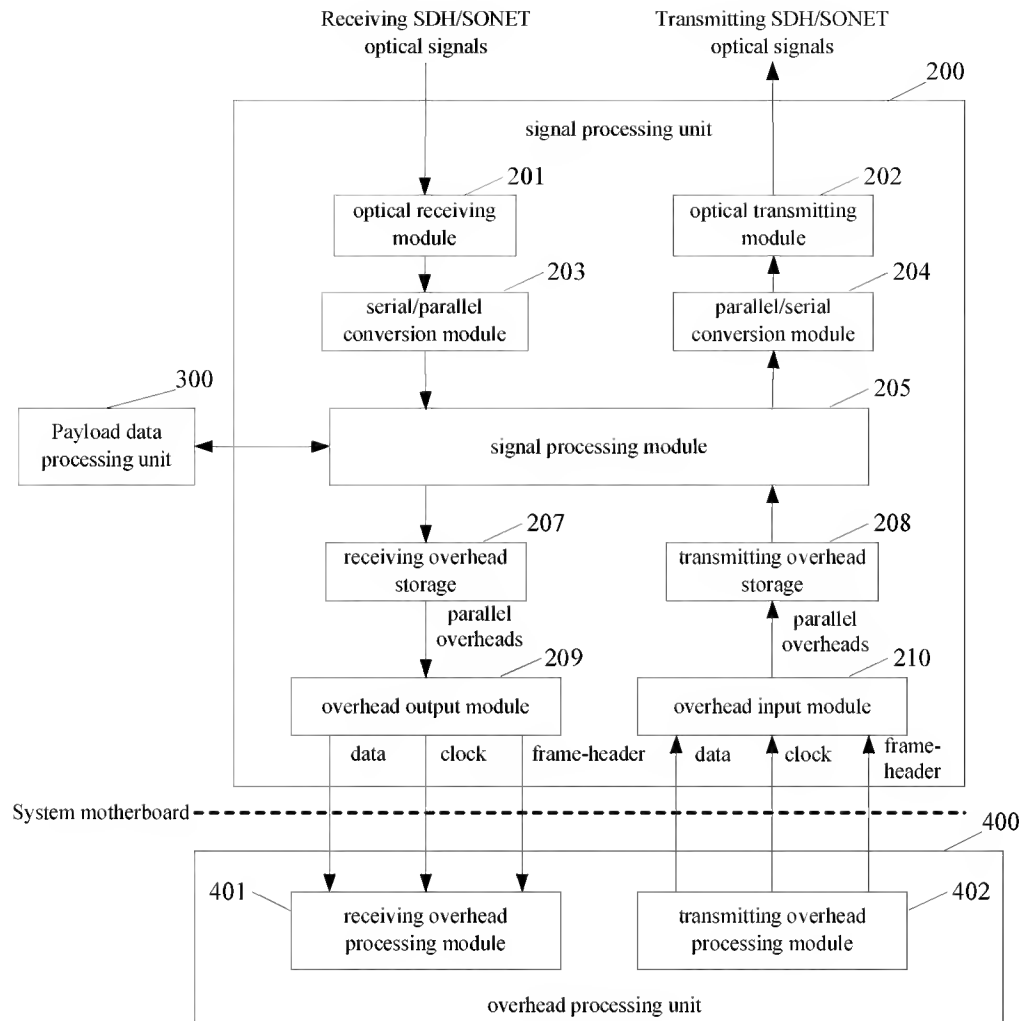 Receiving SDH/SONET
optical signals
Transmitting SDH/SONET
optical signals
200
signal processing unit
201
optical receiving
module
202
optical transmitting
module
203
serial/parallel
conversion module
204
parallel/serial
conversion module
300
Payload data
processing unit
205
signal processing module
207
receiving overhead
storage
208
transmitting overhead
storage
parallel
overheads
parallel
overheads
209
overhead output module
210
overhead input module
data
clock
frame-header
data
clock
frame-
header
System motherboard
400
401
receiving overhead
processing module
transmitting overhead
processing module
402
overhead processing unit